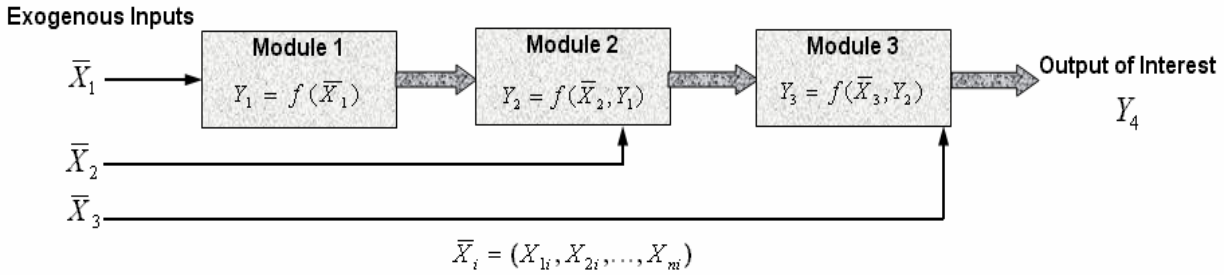 Exogenous Inputs
X̅₁
Module 1
Y₁ = f(X̅₁)
Module 2
Y₂ = f(X̅₂, Y₁)
Module 3
Y₃ = f(X̅₃, Y₂)
Output of Interest
Y₄
X̅₂
X̅₃
X̅ᵢ = (X₁ᵢ, X₂ᵢ, ..., Xₙᵢ)